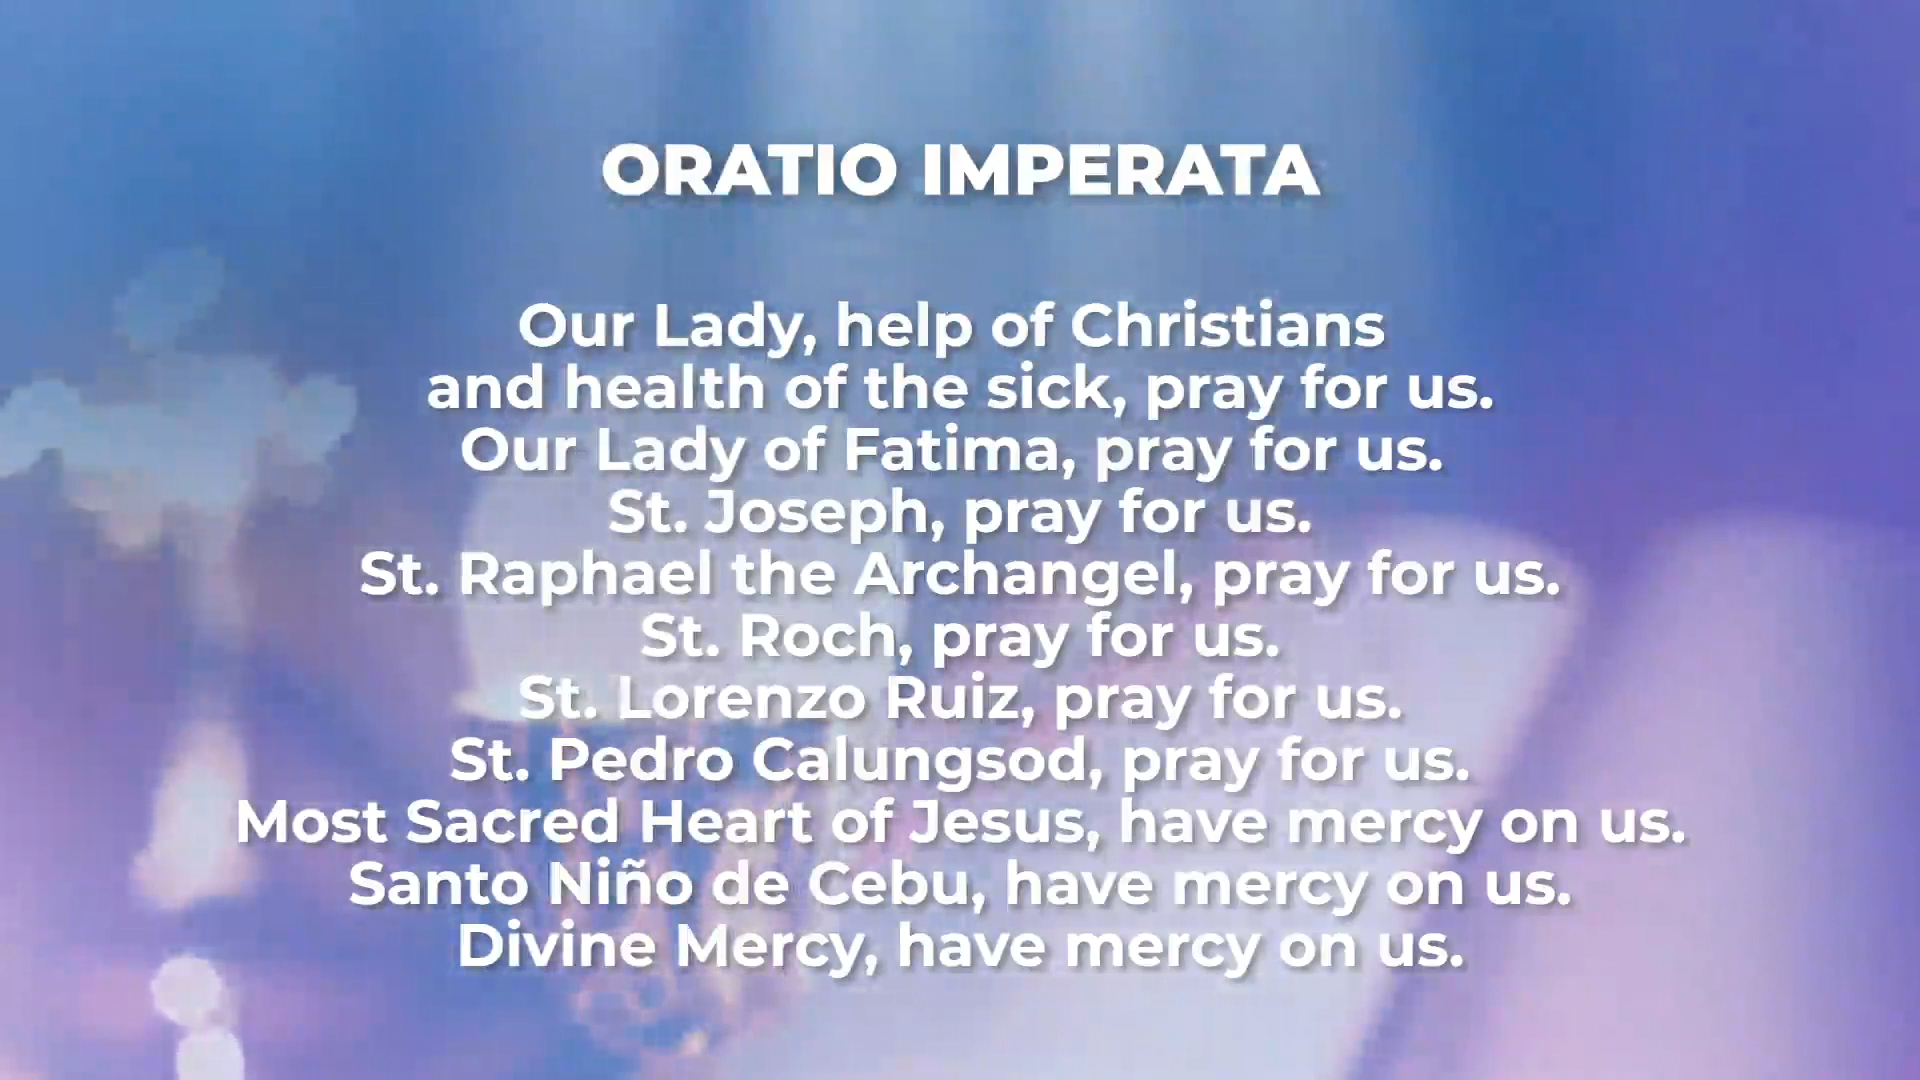 ORATIO IMPERATA
Our Lady, help of Christians
and health of the sick, pray for us.
Our Lady of Fatima, pray for us.
St. Joseph, pray for us.
St. Raphael the Archangel, pray for us.
St. Roch, pray for us.
St. Lorenzo Ruiz, pray for us.
St. Pedro Calungsod, pray for us.
Most Sacred Heart of Jesus, have mercy on us.
Santo Niño de Cebu, have mercy on us.
Divine Mercy, have mercy on us.